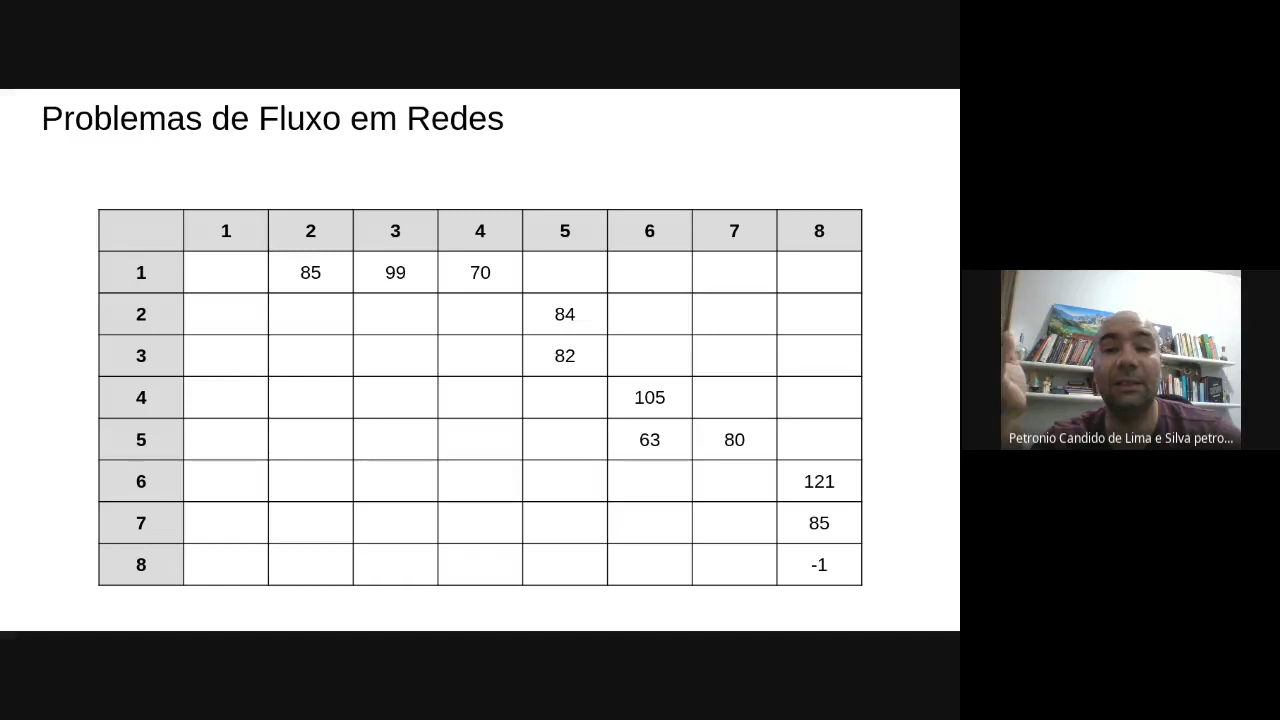 Problemas de Fluxo em Redes
1 2 3 4 5 6 7 8
1 85 99 70
2 84
3 82
4 105
5 63 80
6 121
7 85
8 -1
Petronio Candido de Lima e Silva petro...